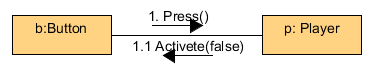 1. Press()
b:Button
p: Player
1.1 Activete(false)